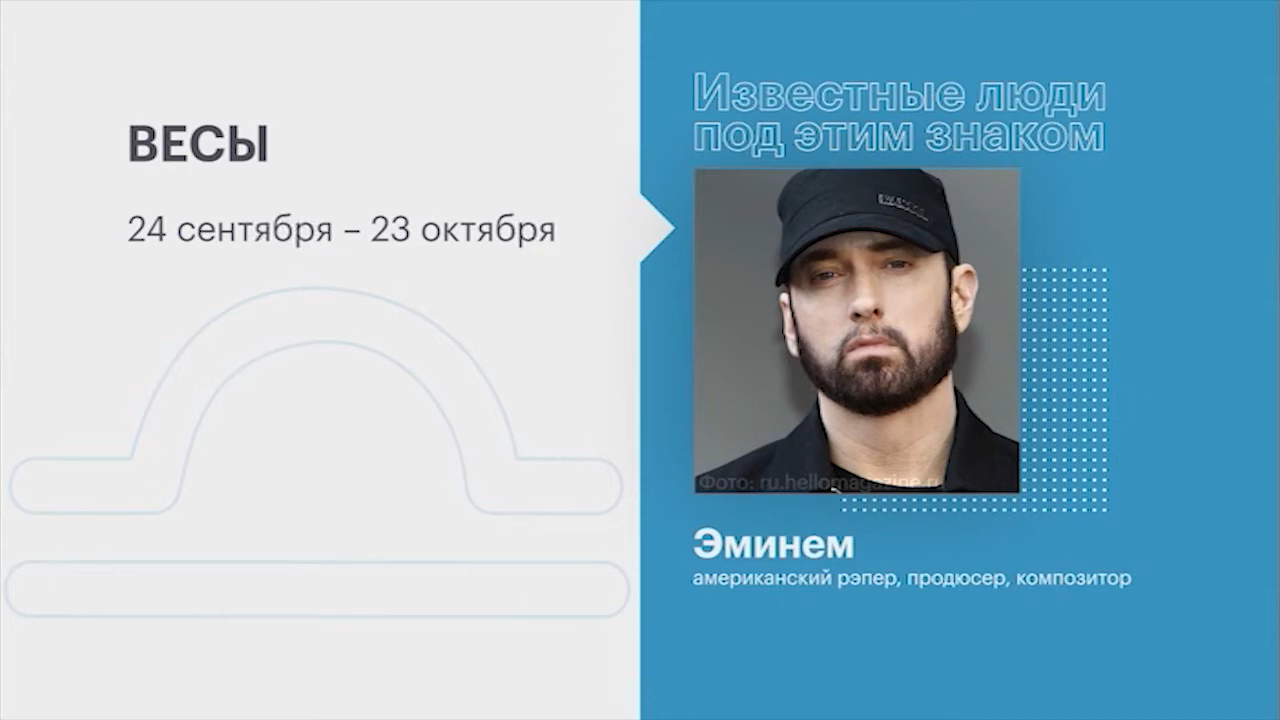 ВЕСЫ
24 сентября – 23 октября
Известные люди
под этим знаком
Фото: ru.hellomagazine.ru
Эминем
американский рэпер, продюсер, композитор